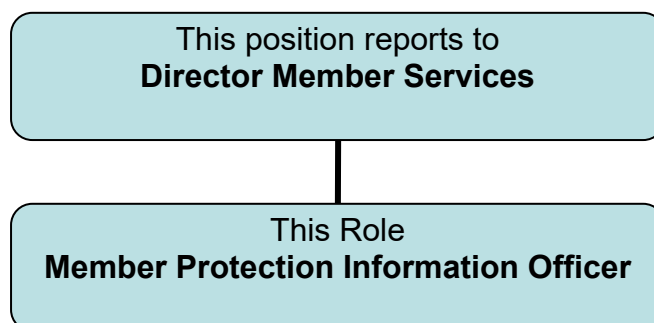 This position reports to
Director Member Services
This Role
Member Protection Information Officer